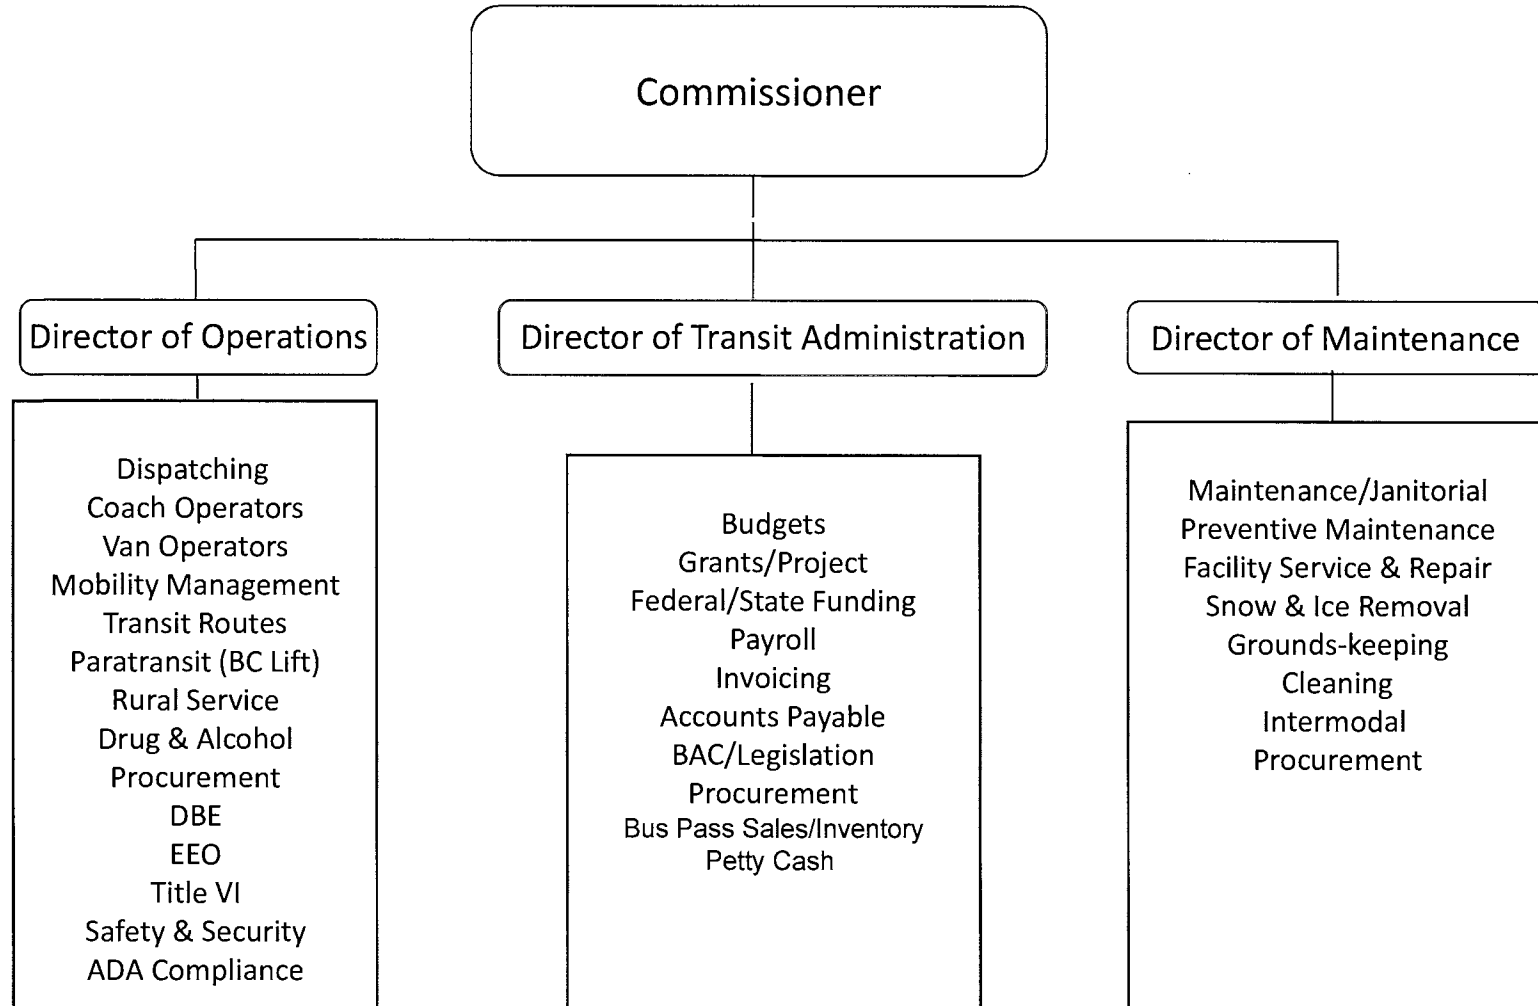 Commissioner
Director of Operations
Director of Transit Administration
Director of Maintenance
Dispatching
Coach Operators
Van Operators
Mobility Management
Transit Routes
Paratransit (BC Lift)
Rural Service
Drug & Alcohol
Procurement
DBE
EEO
Title VI
Safety & Security
ADA Compliance
Budgets
Grants/Project
Federal/State Funding
Payroll
Invoicing
Accounts Payable
BAC/Legislation
Procurement
Bus Pass Sales/Inventory
Petty Cash
Maintenance/Janitorial
Preventive Maintenance
Facility Service & Repair
Snow & Ice Removal
Grounds-keeping
Cleaning
Intermodal
Procurement